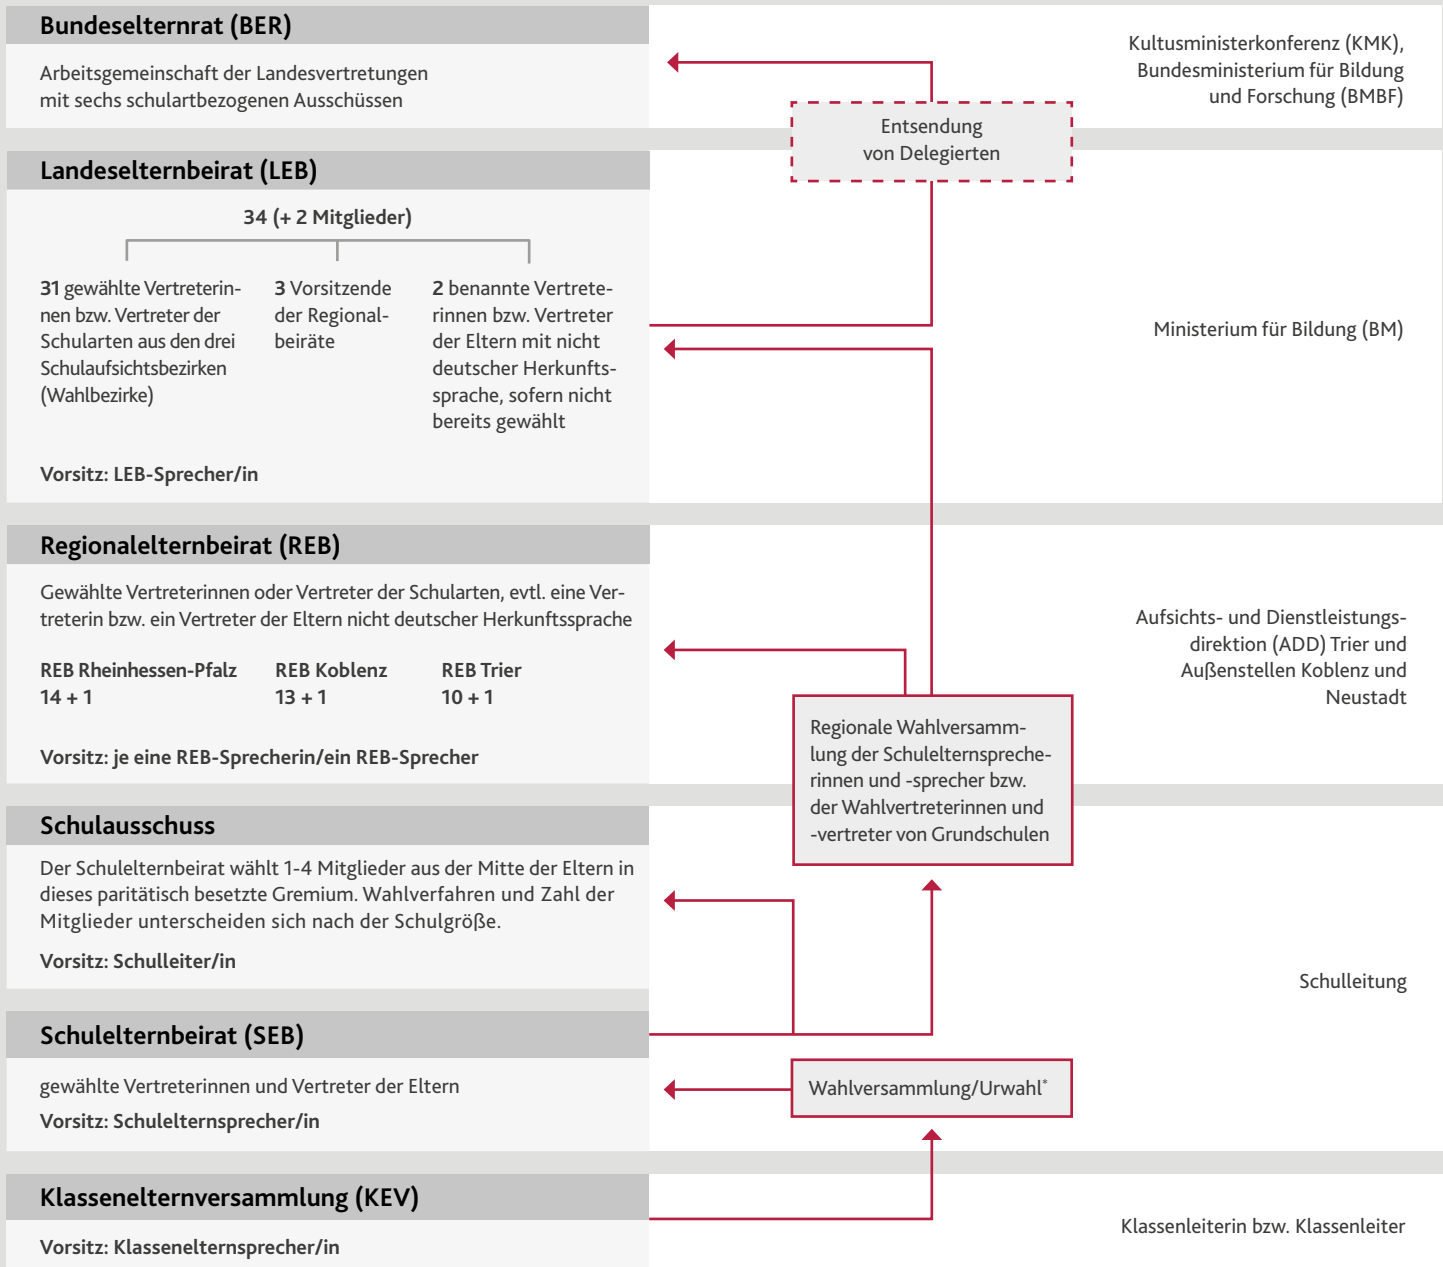 Bundeselternrat (BER)
Arbeitsgemeinschaft der Landesvertretungen
mit sechs schulartbezogenen Ausschüssen
Kultusministerkonferenz (KMK),
Bundesministerium für Bildung
und Forschung (BMBF)
Entsendung
von Delegierten
Landeselternbeirat (LEB)
34 (+ 2 Mitglieder)
31 gewählte Vertreterin-
nen bzw. Vertreter der
Schularten aus den drei
Schulaufsichtsbezirken
(Wahlbezirke)
3 Vorsitzende
der Regional-
beiräte
2 benannte Vertrete-
rinnen bzw. Vertreter
der Eltern mit nicht
deutscher Herkunfts-
sprache, sofern nicht
bereits gewählt
Vorsitz: LEB-Sprecher/in
Ministerium für Bildung (BM)
Regionalelternbeirat (REB)
Gewählte Vertreterinnen oder Vertreter der Schularten, evtl. eine Ver-
treterin bzw. ein Vertreter der Eltern nicht deutscher Herkunftssprache
REB Rheinhessen-Pfalz
14 + 1
REB Koblenz
13 + 1
REB Trier
10 + 1
Vorsitz: je eine REB-Sprecherin/ein REB-Sprecher
Aufsichts- und Dienstleistungs-
direktion (ADD) Trier und
Außenstellen Koblenz und
Neustadt
Regionale Wahlversamm-
lung der Schulelternspreche-
rinnen und -sprecher bzw.
der Wahlvertreterinnen und
-vertreter von Grundschulen
Schulausschuss
Der Schulelternbeirat wählt 1-4 Mitglieder aus der Mitte der Eltern in
dieses paritätisch besetzte Gremium. Wahlverfahren und Zahl der
Mitglieder unterscheiden sich nach der Schulgröße.
Vorsitz: Schulleiter/in
Schulleitung
Schulelternbeirat (SEB)
gewählte Vertreterinnen und Vertreter der Eltern
Vorsitz: Schulelternsprecher/in
Wahlversammlung/Urwahl*
Klassenelternversammlung (KEV)
Vorsitz: Klassenelternsprecher/in
Klassenleiterin bzw. Klassenleiter